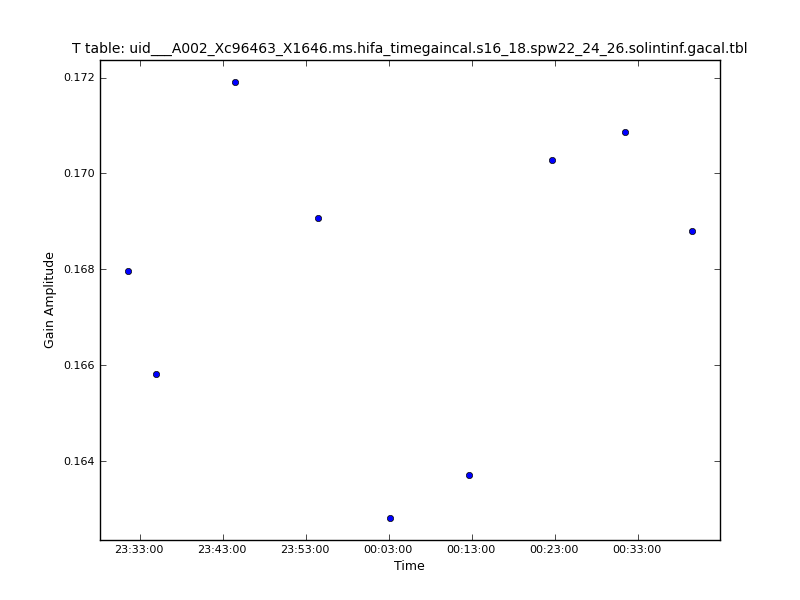 T table: uid___A002_Xc96463_X1646.ms.hifa_timegaincal.s16_18.spw22_24_26.solintinf.gacal.tbl
0.172
0.170
0.168
0.166
0.164
Gain Amplitude
23:33:00 23:43:00 23:53:00 00:03:00 00:13:00 00:23:00 00:33:00
Time